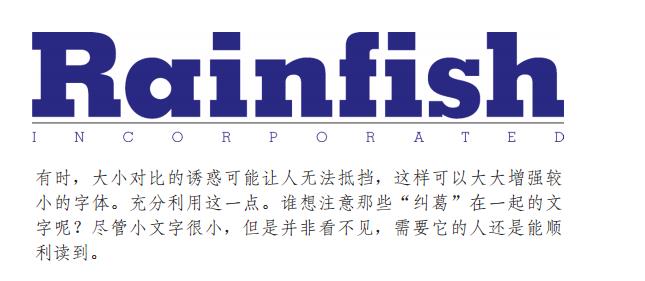 Rainfish
INCORPORATED
有时，大小对比的诱惑可能让人无法抵挡，这样可以大大增强较
小的字体。充分利用这一点。谁想注意那些“纠葛”在一起的文
字呢？尽管小文字很小，但是并非看不见，需要它的人还是能顺
利读到。